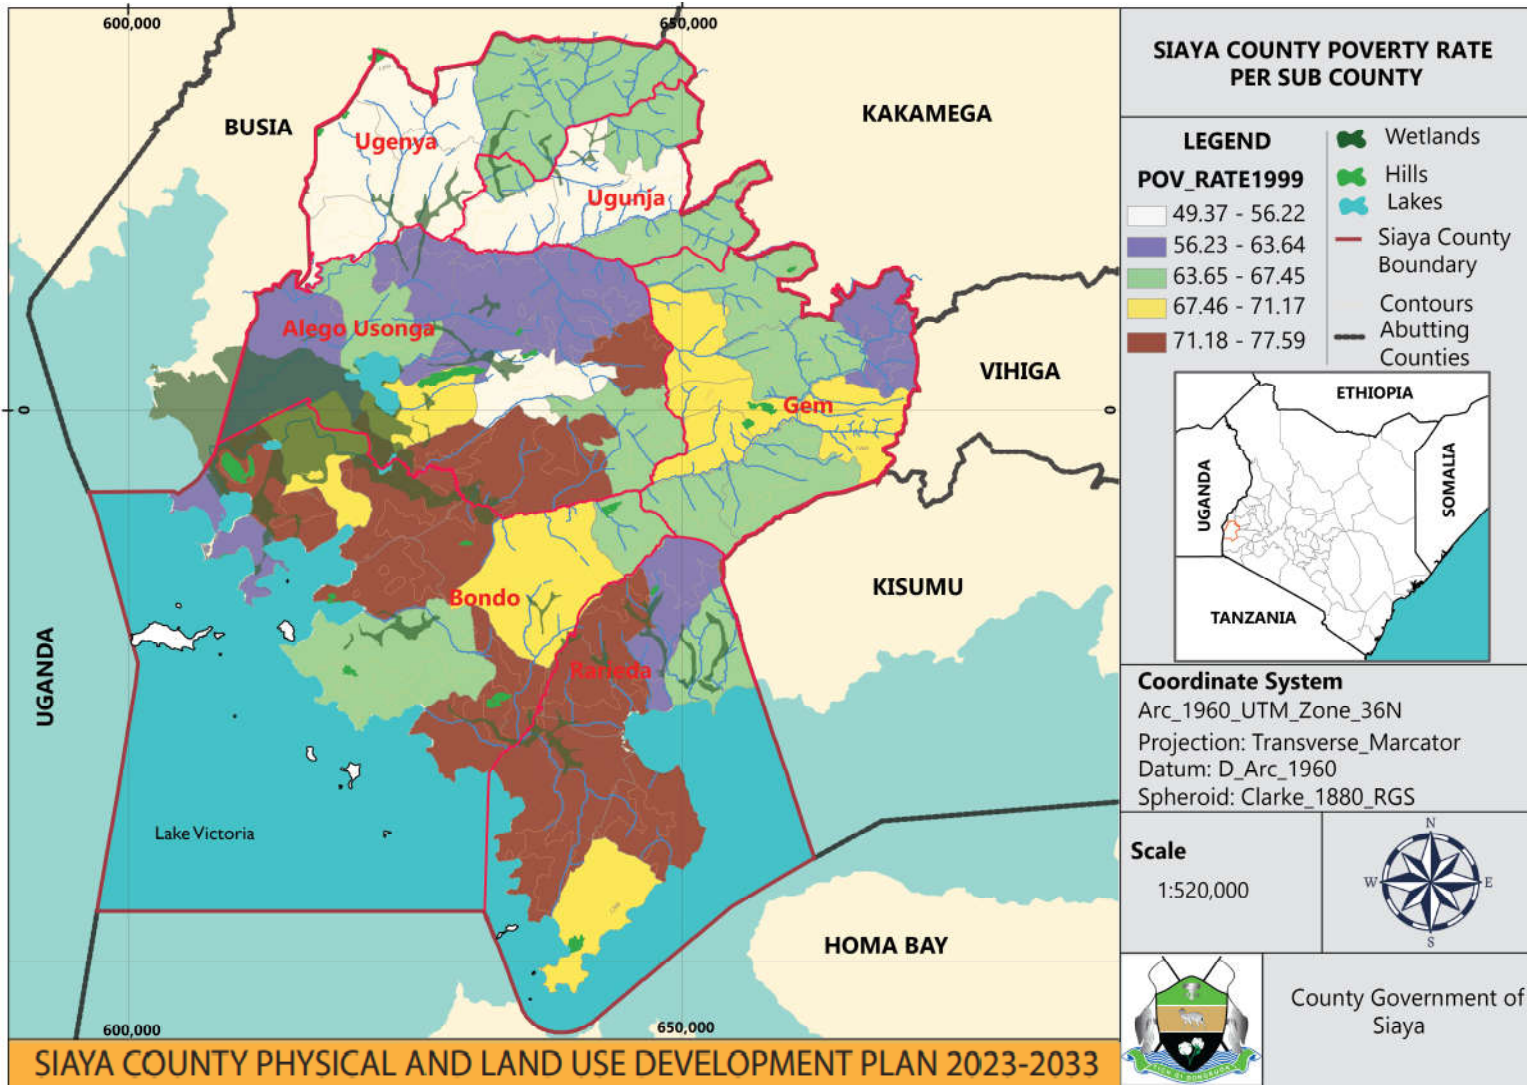 600,000
650,000
BUSIA
KAKAMEGA
Ugenya
Ugunja
Alego Usonga
VIHIGA
Gem
0
0
KISUMU
Bondo
Rarieda
UGANDA
Lake Victoria
HOMA BAY
600,000
650,000
SIAYA COUNTY PHYSICAL AND LAND USE DEVELOPMENT PLAN 2023-2033
SIAYA COUNTY POVERTY RATE
PER SUB COUNTY
LEGEND
POV_RATE1999
49.37 - 56.22
56.23 - 63.64
63.65 - 67.45
67.46 - 71.17
71.18 - 77.59
Wetlands
Hills
Lakes
Siaya County
Boundary
Contours
Abutting
Counties
ETHIOPIA
UGANDA
SOMALIA
TANZANIA
Coordinate System
Arc_1960_UTM_Zone_36N
Projection: Transverse_Marcator
Datum: D_Arc_1960
Spheroid: Clarke_1880_RGS
Scale
1:520,000
N
W
E
S
County Government of
Siaya